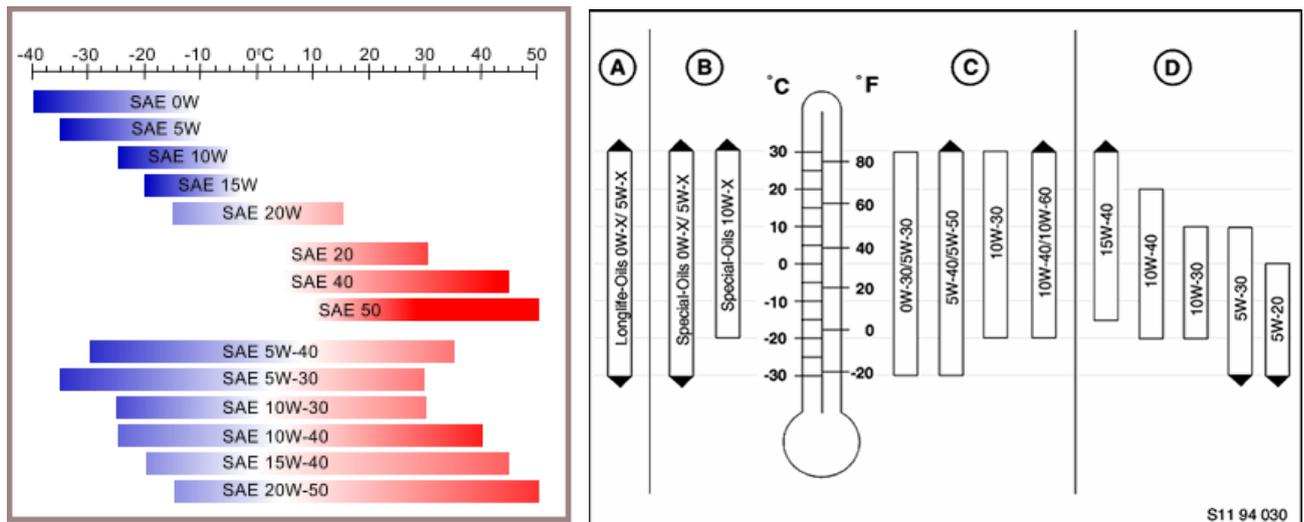 -40 -30 -20 -10 0°C 10 20 30 40 50
SAE 0W
SAE 5W
SAE 10W
SAE 15W
SAE 20W
SAE 20
SAE 40
SAE 50
SAE 5W-40
SAE 5W-30
SAE 10W-30
SAE 10W-40
SAE 15W-40
SAE 20W-50
A
Longlife-Oils 0W-X/ 5W-X
B
Special-Oils 0W-X/ 5W-X
Special-Oils 10W-X
°C
30
20
10
0
-10
-20
-30
°F
80
60
40
20
0
-20
C
0W-30/5W-30
5W-40/5W-50
10W-30
10W-40/10W-60
D
15W-40
10W-40
10W-30
5W-30
5W-20
S11 94 030